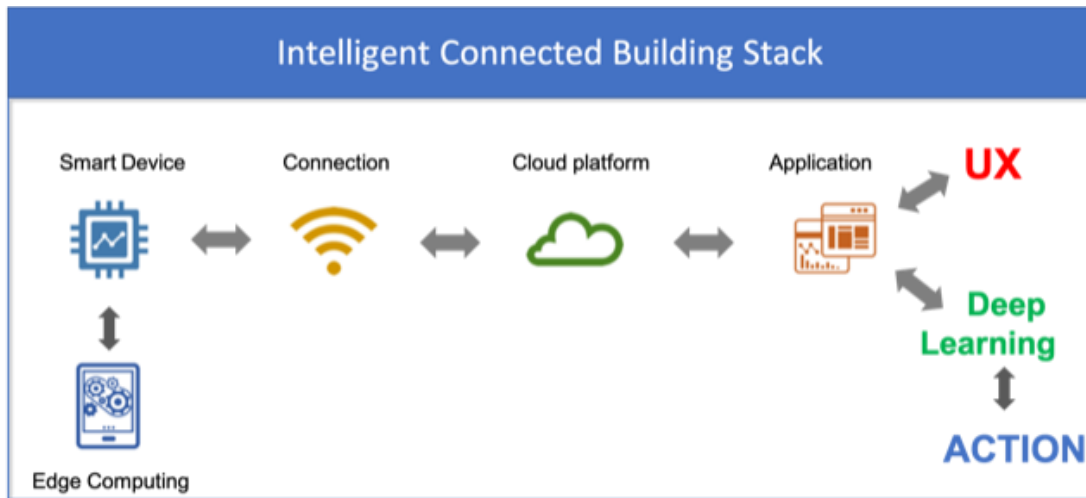 Intelligent Connected Building Stack
Smart Device
Connection
Cloud platform
Application
UX
Deep
Learning
ACTION
Edge Computing